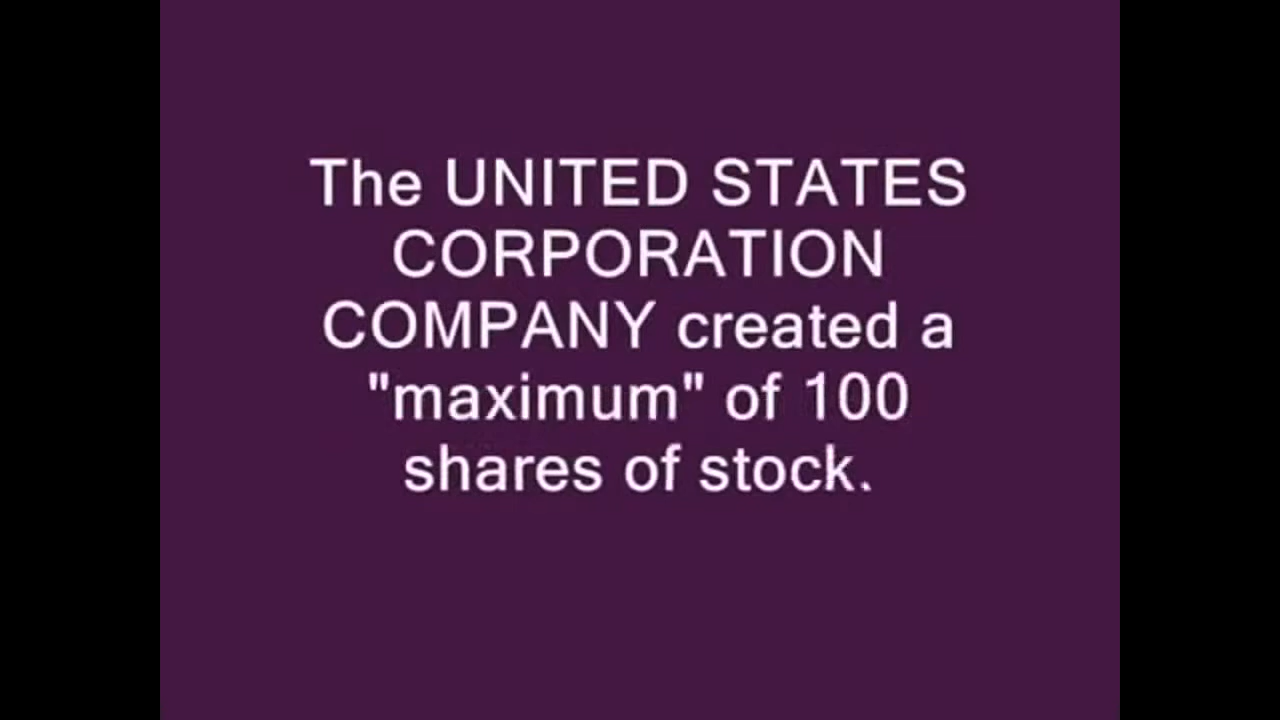 The UNITED STATES
CORPORATION
COMPANY created a
"maximum" of 100
shares of stock.